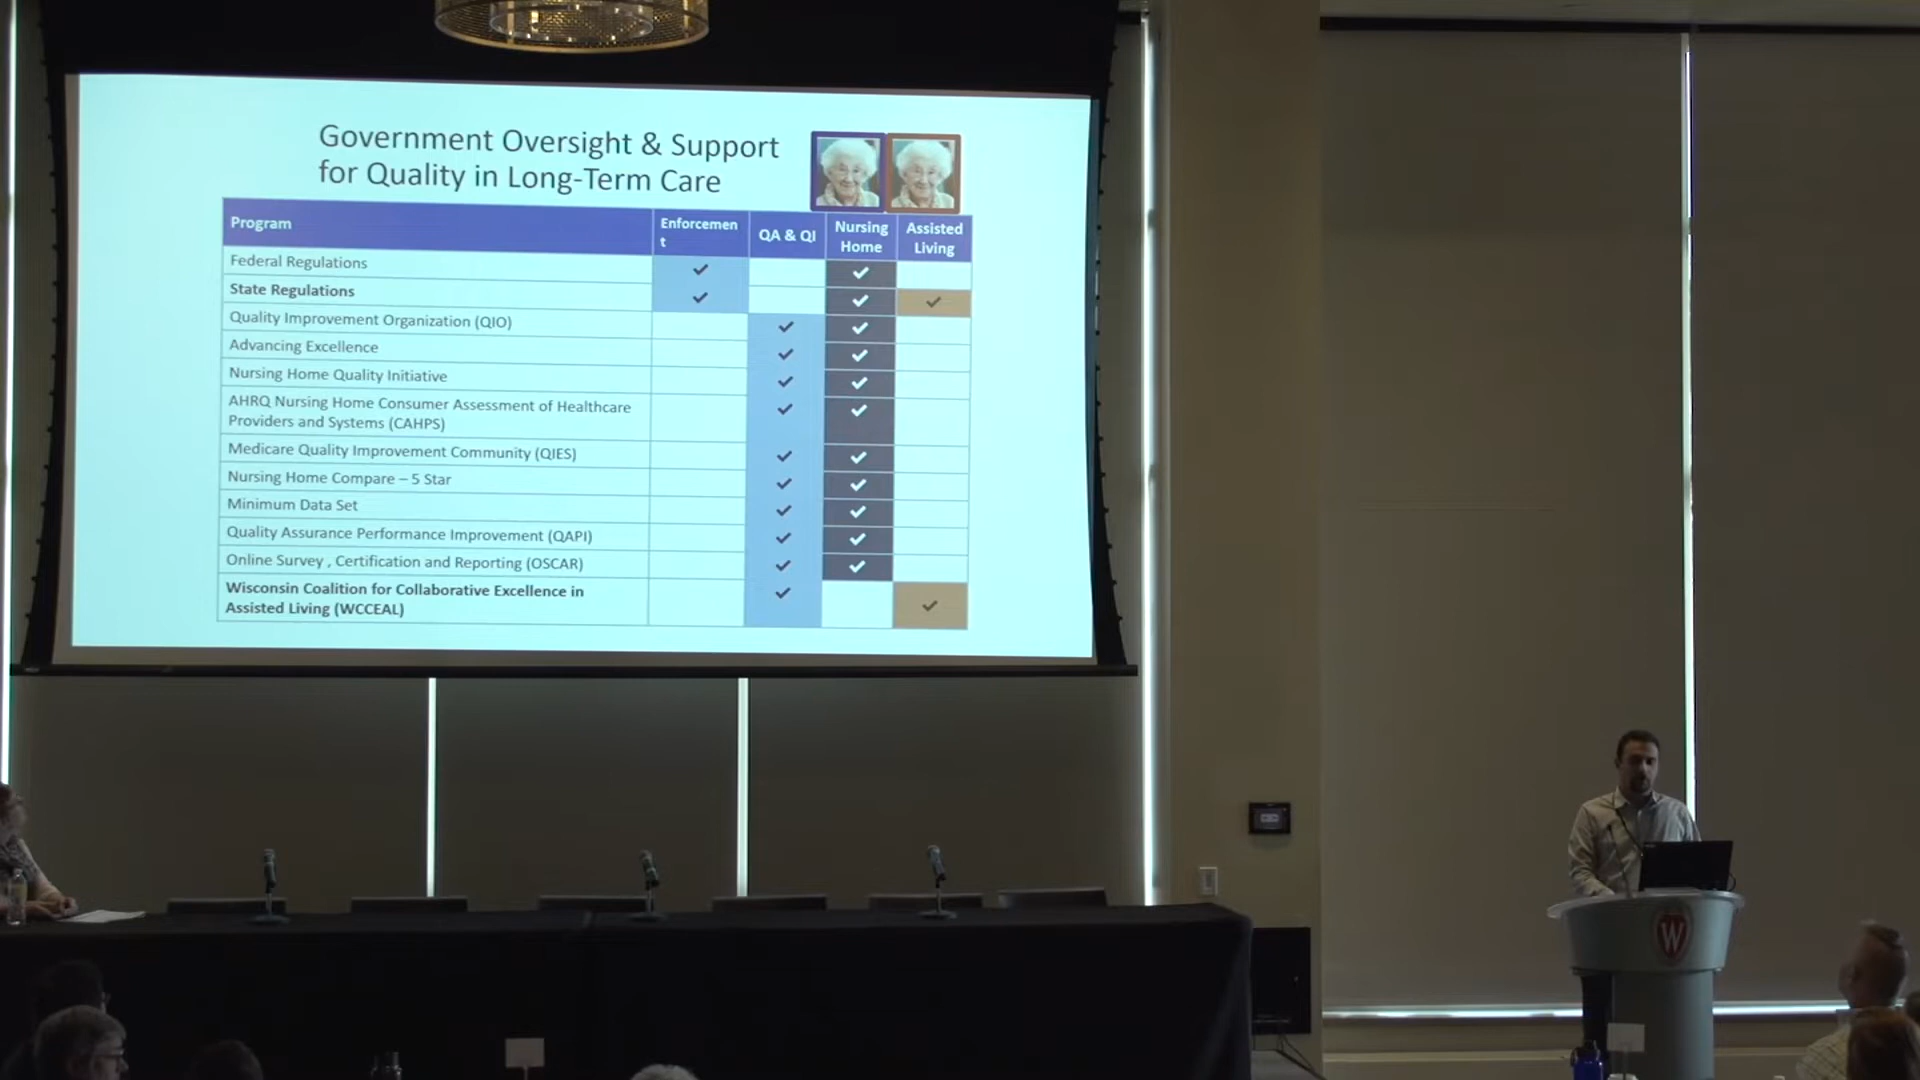 Government Oversight & Support
for Quality in Long-Term Care
Program
Enforcemen
t
QA & QI
Nursing
Home
Assisted
Living
Federal Regulations
State Regulations
Quality Improvement Organization (QIO)
Advancing Excellence
Nursing Home Quality Initiative
AHRQ Nursing Home Consumer Assessment of Healthcare
Providers and Systems (CAHPS)
Medicare Quality Improvement Community (QIES)
Nursing Home Compare – 5 Star
Minimum Data Set
Quality Assurance Performance Improvement (QAPI)
Online Survey , Certification and Reporting (OSCAR)
Wisconsin Coalition for Collaborative Excellence in
Assisted Living (WCCEAL)
W